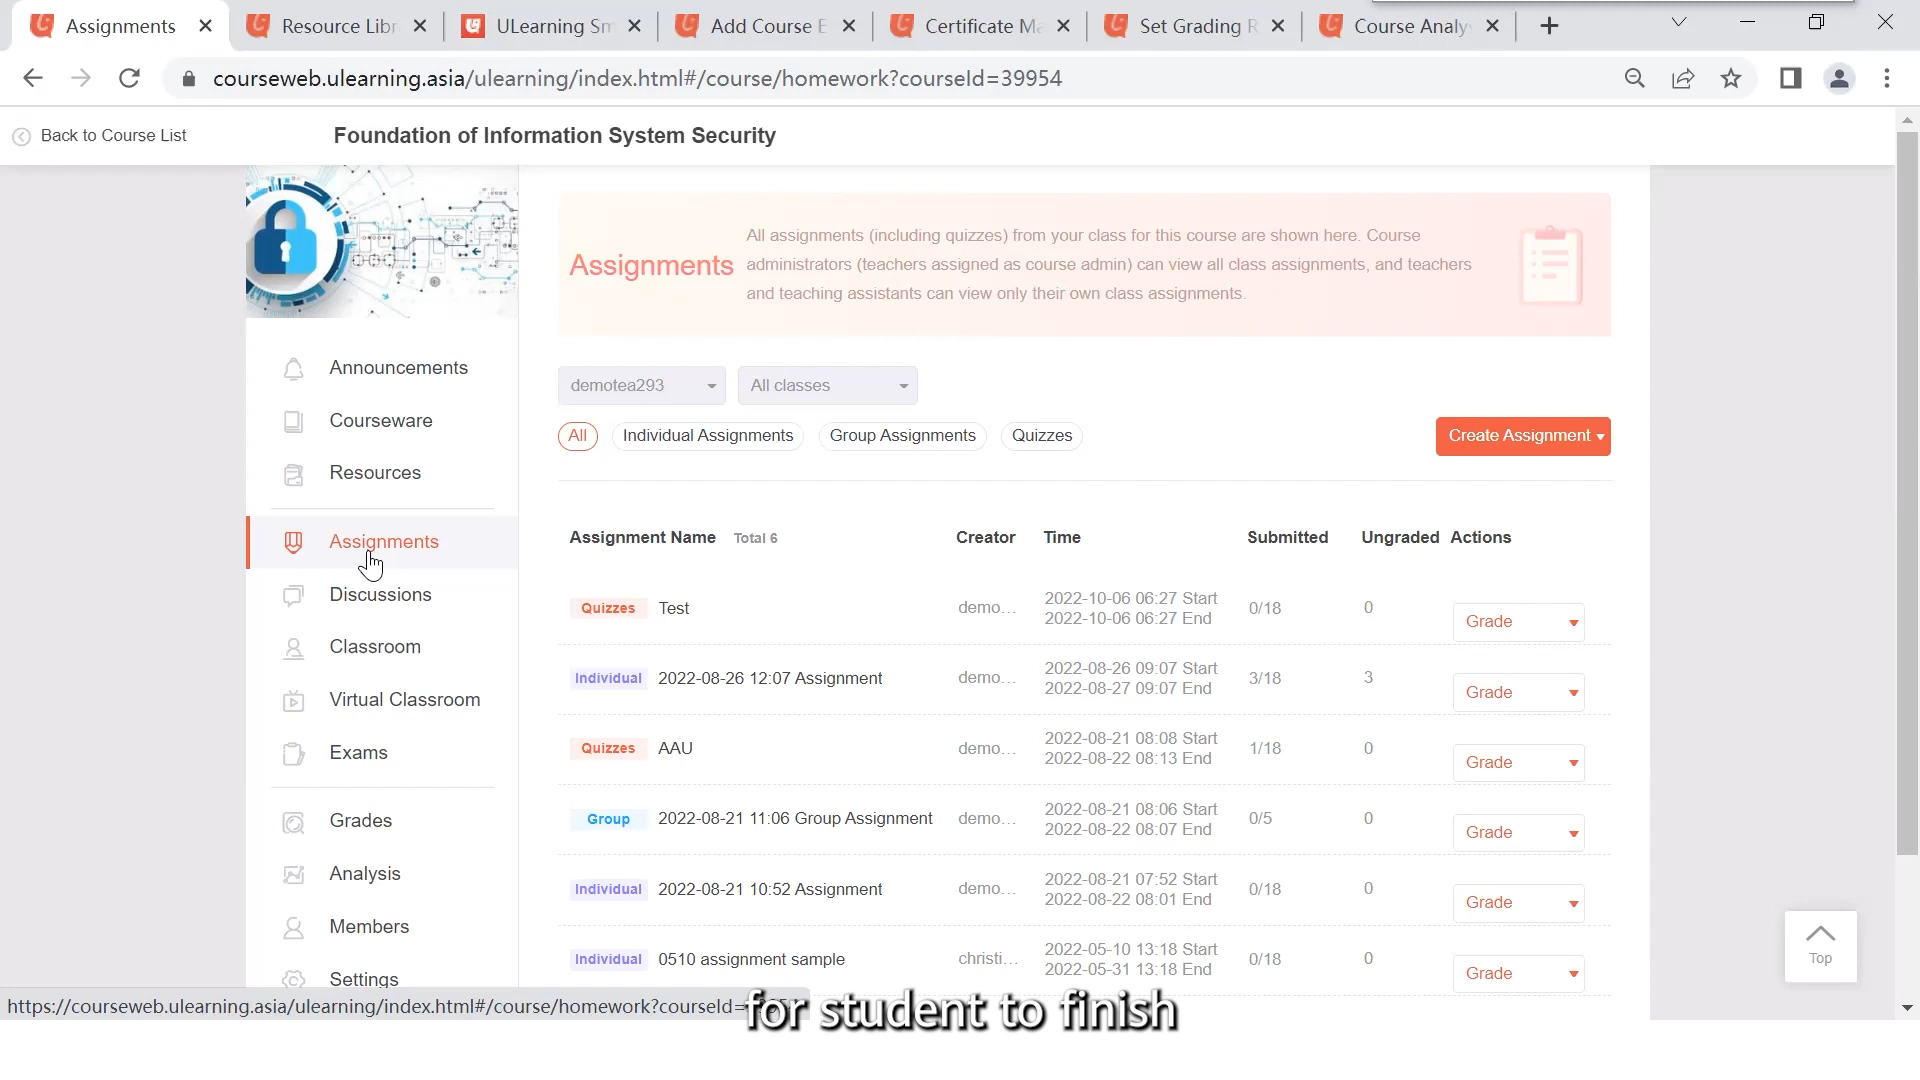 Assignments
Resource Libr
ULearning Sm
Add Course E
Certificate Ma
Set Grading R
Course Analy
courseweb.ulearning.asia/ulearning/index.html#/course/homework?courseId=39954
Back to Course List
Foundation of Information System Security
Assignments
All assignments (including quizzes) from your class for this course are shown here. Course
administrators (teachers assigned as course admin) can view all class assignments, and teachers
and teaching assistants can view only their own class assignments.
Announcements
Courseware
Resources
Assignments
Discussions
Classroom
Virtual Classroom
Exams
Grades
Analysis
Members
Settings
demotea293
All classes
All
Individual Assignments
Group Assignments
Quizzes
Create Assignment
Assignment Name Total 6 Creator Time Submitted Ungraded Actions
Quizzes Test demo... 2022-10-06 06:27 Start 0/18 0 Grade
2022-10-06 06:27 End
Individual 2022-08-26 12:07 Assignment demo... 2022-08-26 09:07 Start 3/18 3 Grade
2022-08-27 09:07 End
Quizzes AAU demo... 2022-08-21 08:08 Start 1/18 0 Grade
2022-08-22 08:13 End
Group 2022-08-21 11:06 Group Assignment demo... 2022-08-21 08:06 Start 0/5 0 Grade
2022-08-22 08:07 End
Individual 2022-08-21 10:52 Assignment demo... 2022-08-21 07:52 Start 0/18 0 Grade
2022-08-22 08:01 End
Individual 0510 assignment sample christi... 2022-05-10 13:18 Start 0/18 0 Grade
2022-05-31 13:18 End
Top
https://courseweb.ulearning.asia/ulearning/index.html#/course/homework?courseId=
for student to finish